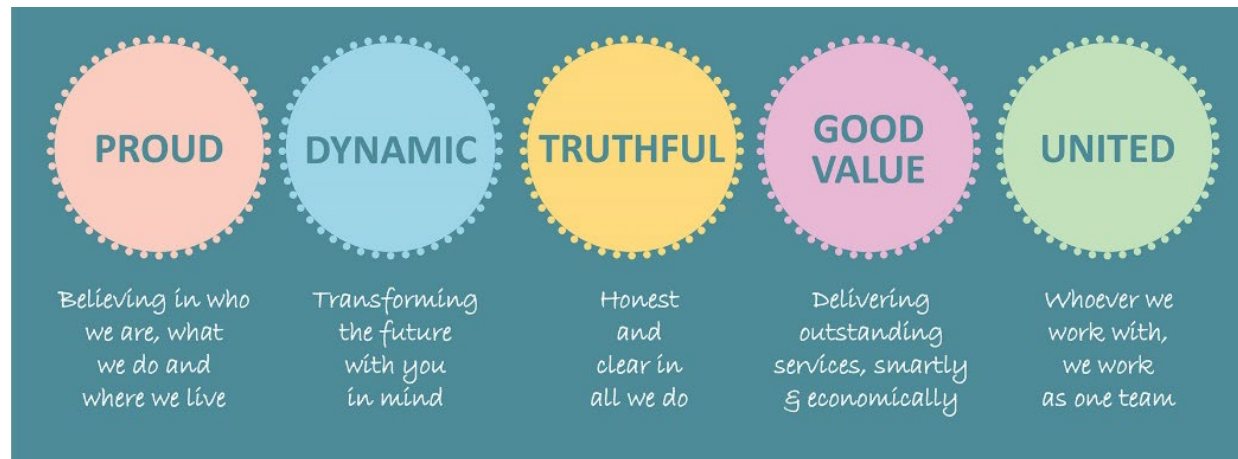 PROUD
Believing in who
we are, what
we do and
where we live
DYNAMIC
Transforming
the future
with you
in mind
TRUTHFUL
Honest
and
clear in
all we do
GOOD
VALUE
Delivering
outstanding
services, smartly
& economically
UNITED
Whoever we
work with,
we work
as one team